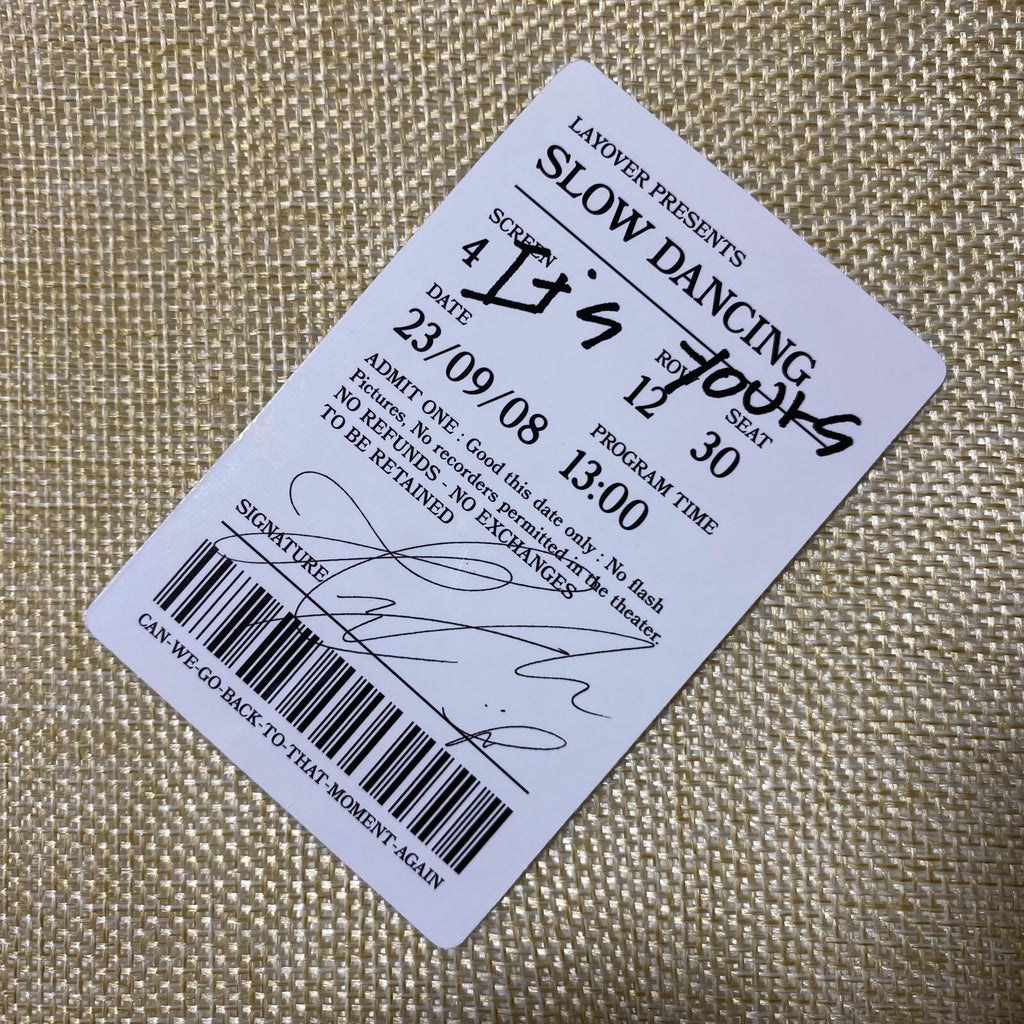 LAYOVER PRESENTS
SLOW DANCING
It's yours
SCREEN ROW SEAT
4 12 30
DATE PROGRAM TIME
23/09/08 13:00
ADMIT ONE : Good this date only : No flash
Pictures, No recorders permitted in the theater.
NO REFUNDS - NO EXCHANGES
TO BE RETAINED
SIGNATURE
CAN-WE-GO-BACK-TO-THAT-MOMENT-AGAIN